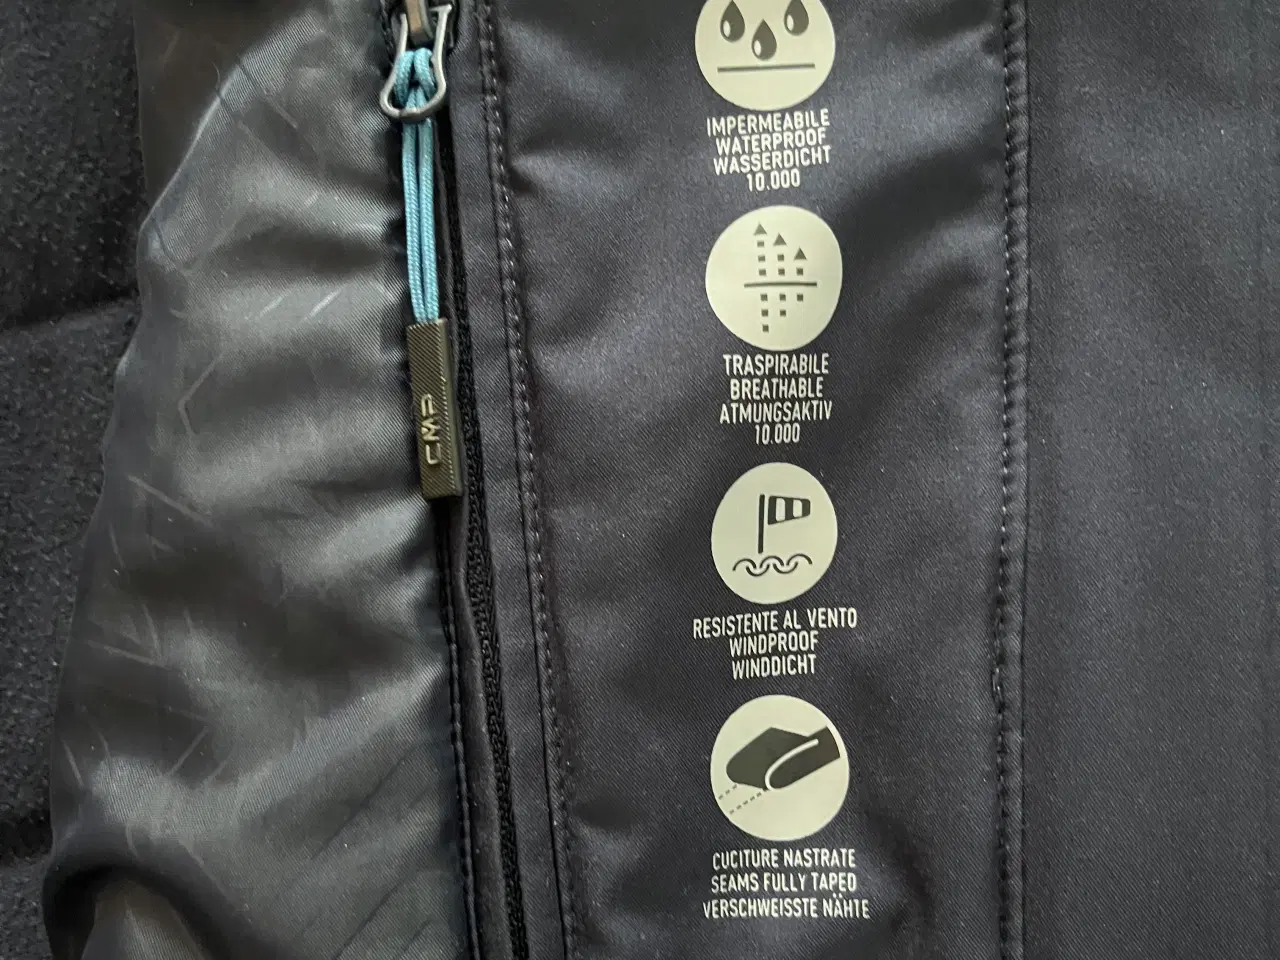 IMPERMEABILE
WATERPROOF
WASSERDICHT
10.000
TRASPIRABILE
BREATHABLE
ATMUNGSAKTIV
10.000
CMP
RESISTENTE AL VENTO
WINDPROOF
WINDDICHT
CUCITURE NASTRATE
SEAMS FULLY TAPED
VERSCHWEISSTE NÄHTE